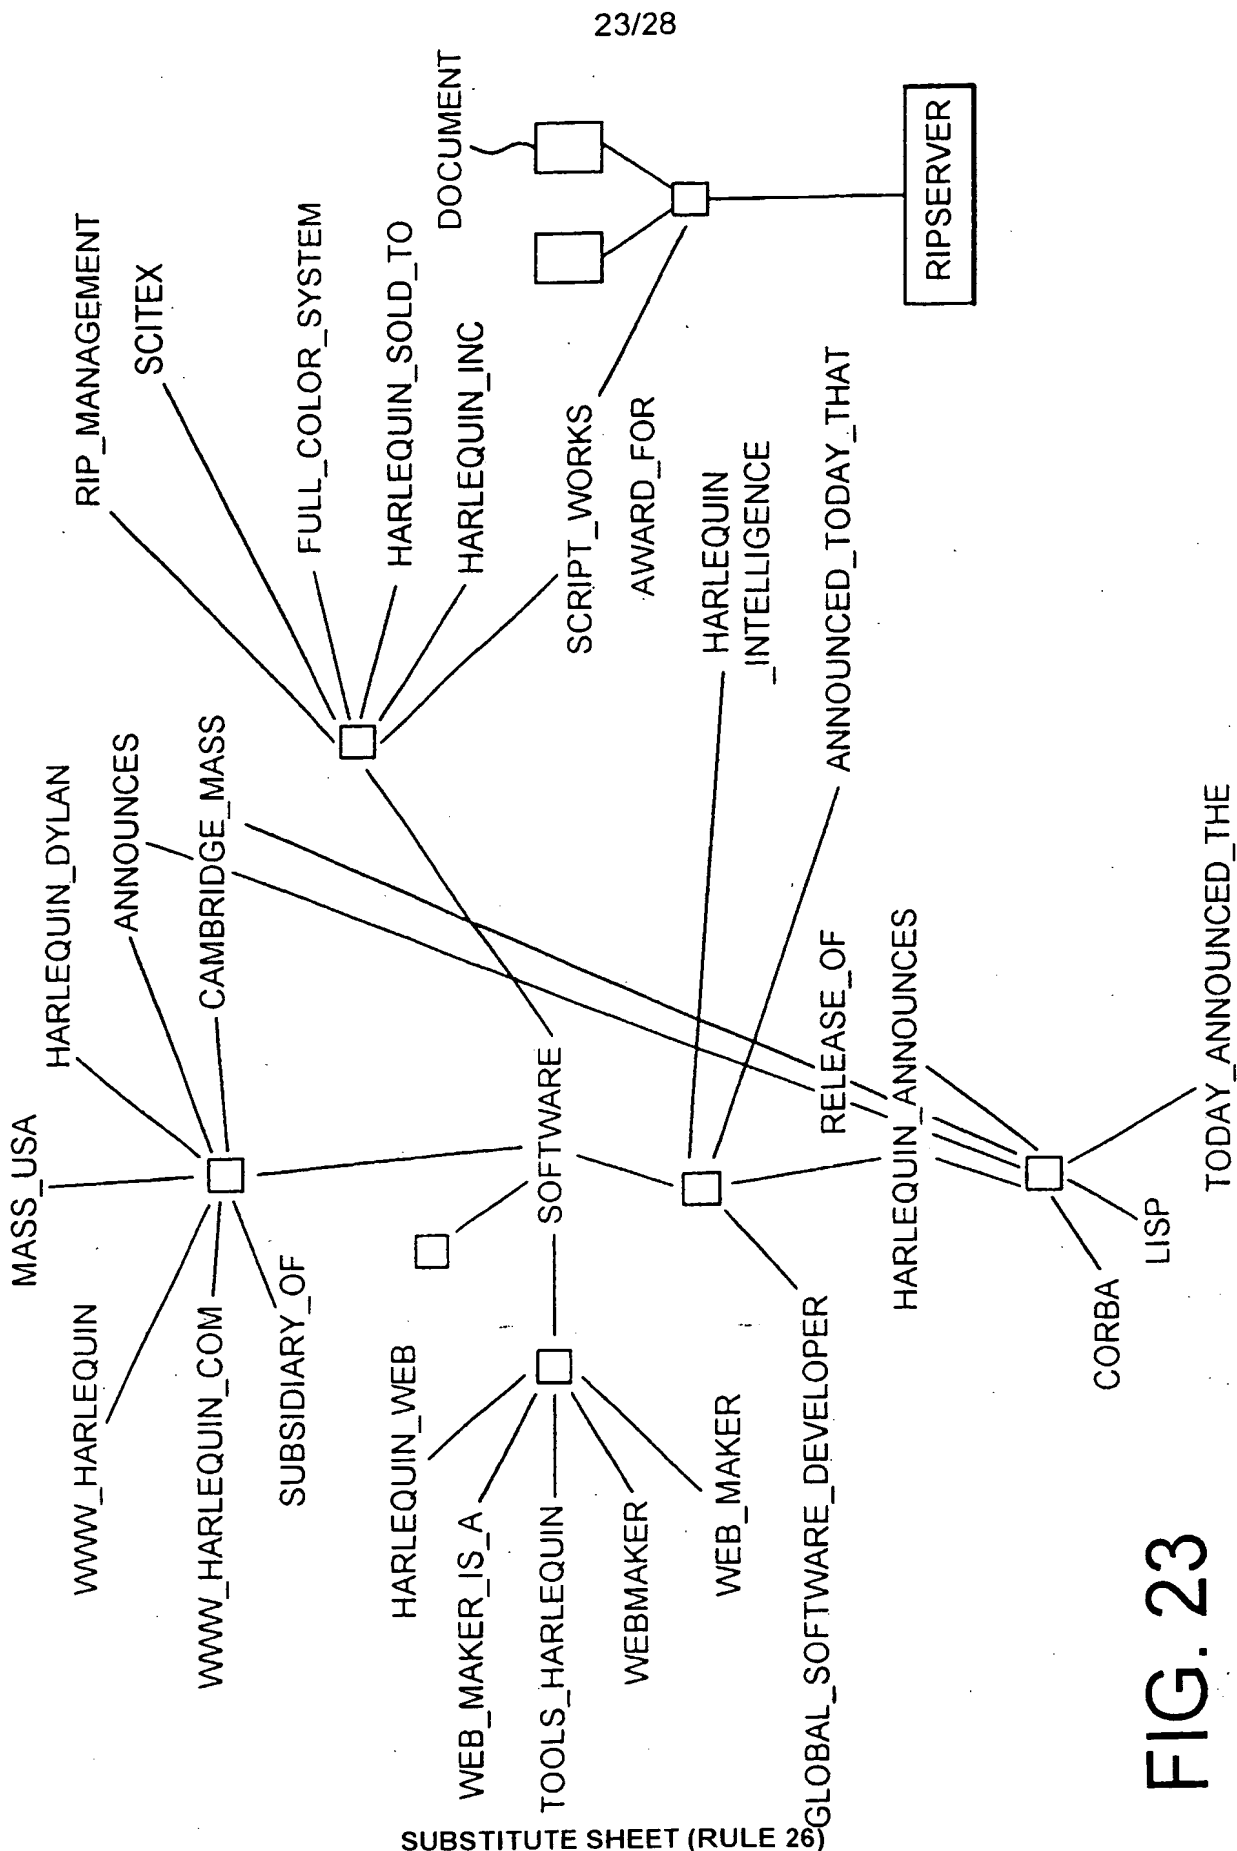 23/28
MASS_USA
HARLEQUIN_DYLAN
ANNOUNCES
CAMBRIDGE_MASS
WWW_HARLEQUIN
WWW_HARLEQUIN_COM
SUBSIDIARY_OF
RIP_MANAGEMENT
SCITEX
FULL_COLOR_SYSTEM
HARLEQUIN_SOLD_TO
HARLEQUIN_INC
SCRIPT_WORKS
AWARD_FOR
DOCUMENT
RIPSERVER
SOFTWARE
HARLEQUIN_WEB
WEB_MAKER_IS_A
TOOLS_HARLEQUIN
WEBMAKER
WEB_MAKER
HARLEQUIN
_INTELLIGENCE
ANNOUNCED_TODAY_THAT
GLOBAL_SOFTWARE_DEVELOPER
RELEASE_OF
HARLEQUIN_ANNOUNCES
CORBA
LISP
TODAY_ANNOUNCED_THE
FIG. 23
SUBSTITUTE SHEET (RULE 26)